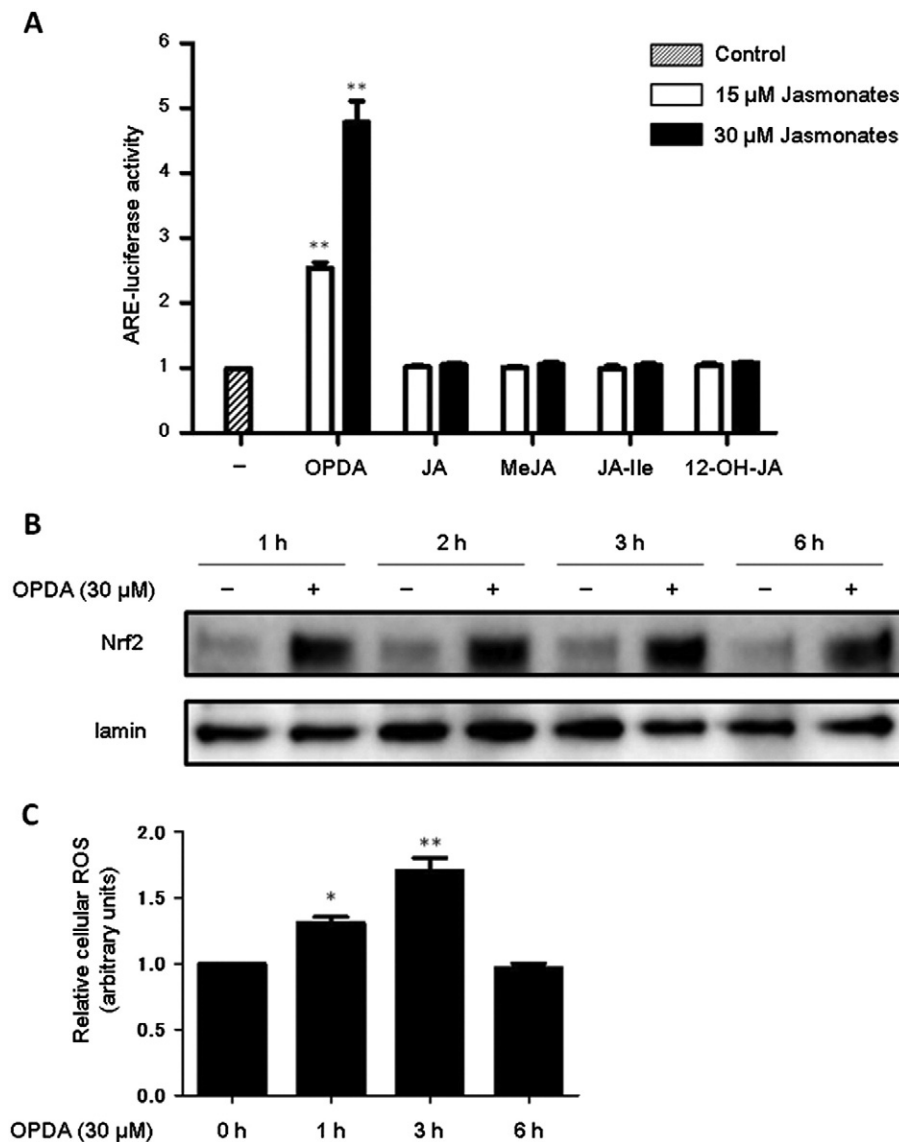 A
6
5
4
3
2
1
0
ARE-luciferase activity
**
**
Control
15 µM Jasmonates
30 µM Jasmonates
– OPDA JA MeJA JA-Ile 12-OH-JA
B
1 h 2 h 3 h 6 h
OPDA (30 µM) – + – + – + – +
Nrf2
lamin
C
2.0
1.5
1.0
0.5
0.0
Relative cellular ROS
(arbitrary units)
*
**
OPDA (30 µM) 0 h 1 h 3 h 6 h